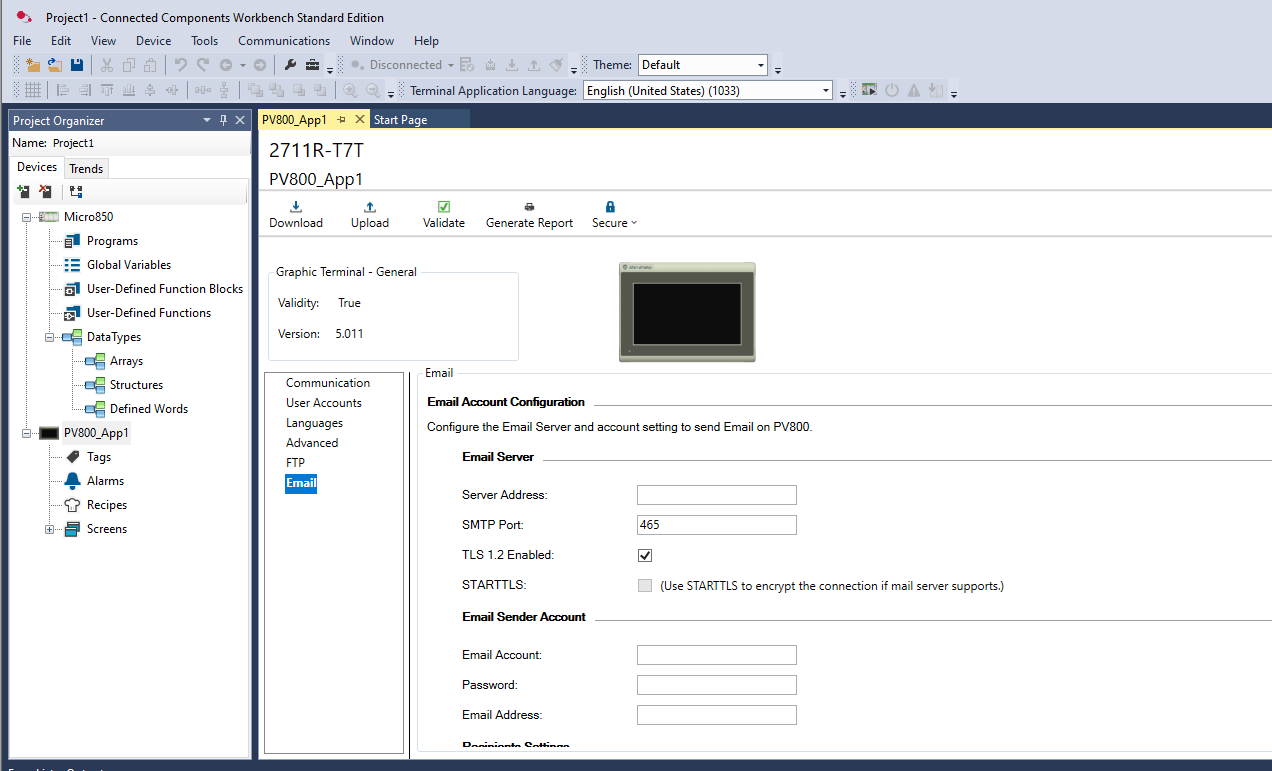 Project1 - Connected Components Workbench Standard Edition
File Edit View Device Tools Communications Window Help
Disconnected Theme: Default
Terminal Application Language: English (United States) (1033)
Project Organizer
Name: Project1
Devices Trends
Micro850
Programs
Global Variables
User-Defined Function Blocks
User-Defined Functions
DataTypes
Arrays
Structures
Defined Words
PV800_App1
Tags
Alarms
Recipes
Screens
PV800_App1 Start Page
2711R-T7T
PV800_App1
Download Upload Validate Generate Report Secure
Graphic Terminal - General
Validity: True
Version: 5.011
Communication
User Accounts
Languages
Advanced
FTP
Email
Email
Email Account Configuration
Configure the Email Server and account setting to send Email on PV800.
Email Server
Server Address:
SMTP Port: 465
TLS 1.2 Enabled:
STARTTLS: (Use STARTTLS to encrypt the connection if mail server supports.)
Email Sender Account
Email Account:
Password:
Email Address:
Recipients Settings